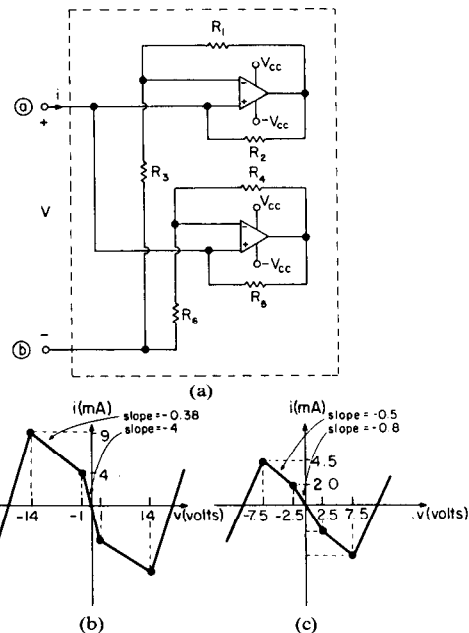 R1
VCC
a
i
−
+
+
−VCC
R2
R3
R4
V
VCC
−
+
−VCC
R5
R6
−
b
(a)
i(mA)
slope=-0.38
9
slope=-4
4
-14
-1
1
14
v(volts)
(b)
i(mA)
slope=-0.5
slope=-0.8
4.5
2.0
-7.5
-2.5
2.5
7.5
v(volts)
(c)